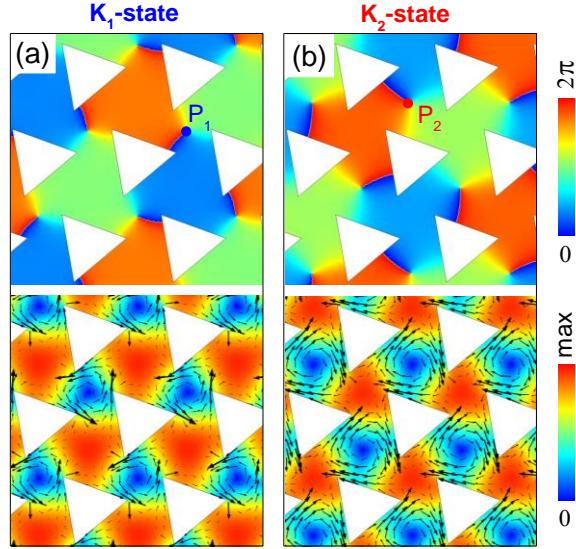 K₁-state
K₂-state
(a)
(b)
P₁
P₂
2π
0
max
0